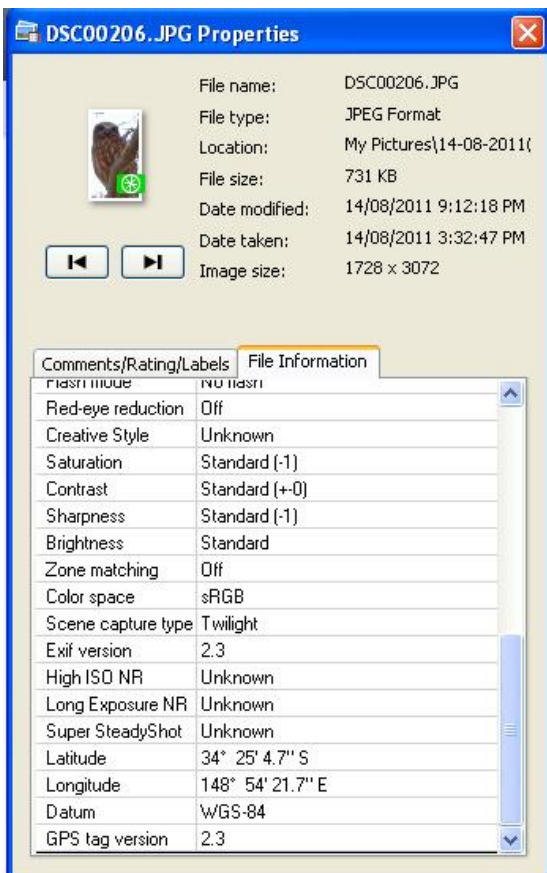 DSC00206.JPG Properties
File name: DSC00206.JPG
File type: JPEG Format
Location: My Pictures\14-08-2011(
File size: 731 KB
Date modified: 14/08/2011 9:12:18 PM
Date taken: 14/08/2011 3:32:47 PM
Image size: 1728 x 3072
Comments/Rating/Labels File Information
Flash mode No flash
Red-eye reduction Off
Creative Style Unknown
Saturation Standard (-1)
Contrast Standard (+-0)
Sharpness Standard (-1)
Brightness Standard
Zone matching Off
Color space sRGB
Scene capture type Twilight
Exif version 2.3
High ISO NR Unknown
Long Exposure NR Unknown
Super SteadyShot Unknown
Latitude 34° 25' 4.7" S
Longitude 148° 54' 21.7" E
Datum WGS-84
GPS tag version 2.3